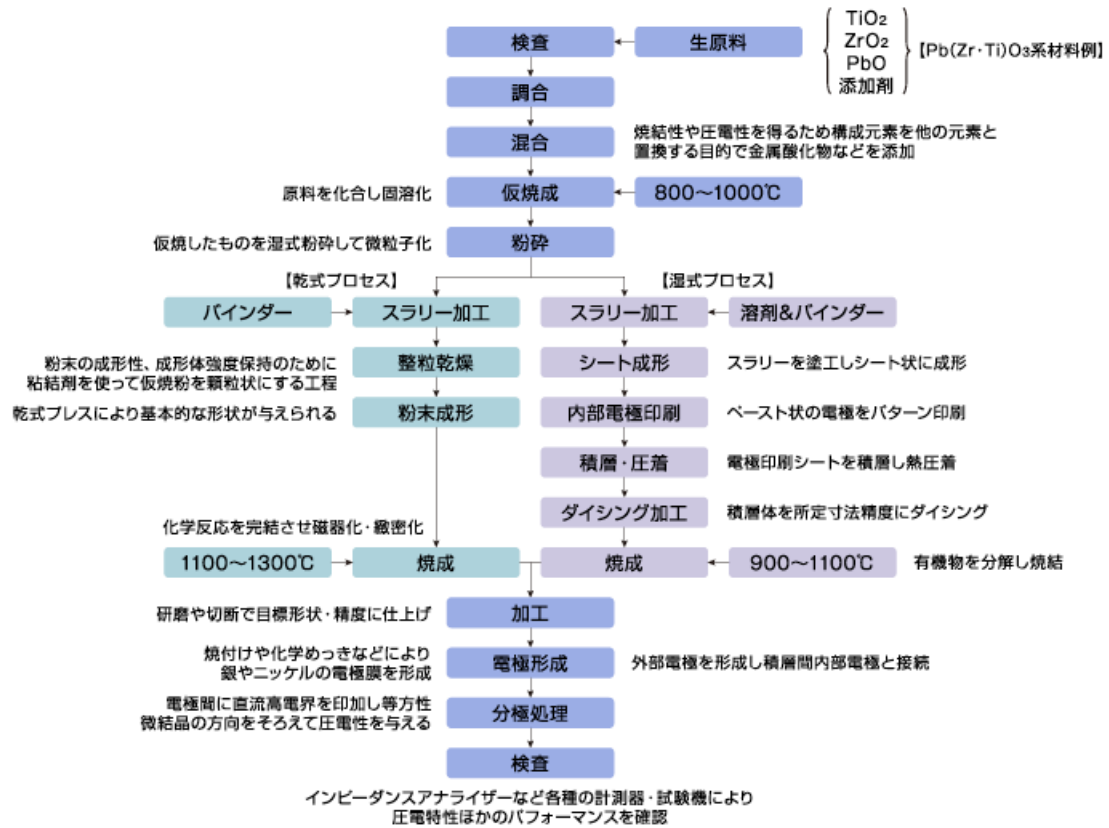 検査
生原料
TiO2
ZrO2
PbO
添加剤
【Pb(Zr・Ti)O3系材料例】
調合
混合
焼結性や圧電性を得るため構成元素を他の元素と
置換する目的で金属酸化物などを添加
原料を化合し固溶化
仮焼成
800～1000℃
仮焼したものを湿式粉砕して微粒子化
粉砕
【乾式プロセス】
【湿式プロセス】
バインダー
スラリー加工
スラリー加工
溶剤&バインダー
粉末の成形性、成形体強度保持のために
粘結剤を使って仮焼粉を顆粒状にする工程
整粒乾燥
シート成形
スラリーを塗工しシート状に成形
乾式プレスにより基本的な形状が与えられる
粉末成形
内部電極印刷
ペースト状の電極をパターン印刷
積層・圧着
電極印刷シートを積層し熱圧着
ダイシング加工
積層体を所定寸法精度にダイシング
化学反応を完結させ磁器化・緻密化
1100～1300℃
焼成
焼成
900～1100℃
有機物を分解し焼結
研磨や切断で目標形状・精度に仕上げ
加工
焼付けや化学めっきなどにより
銀やニッケルの電極膜を形成
電極形成
外部電極を形成し積層間内部電極と接続
電極間に直流高電界を印加し等方性
微結晶の方向をそろえて圧電性を与える
分極処理
検査
インピーダンスアナライザーなど各種の計測器・試験機により
圧電特性ほかのパフォーマンスを確認